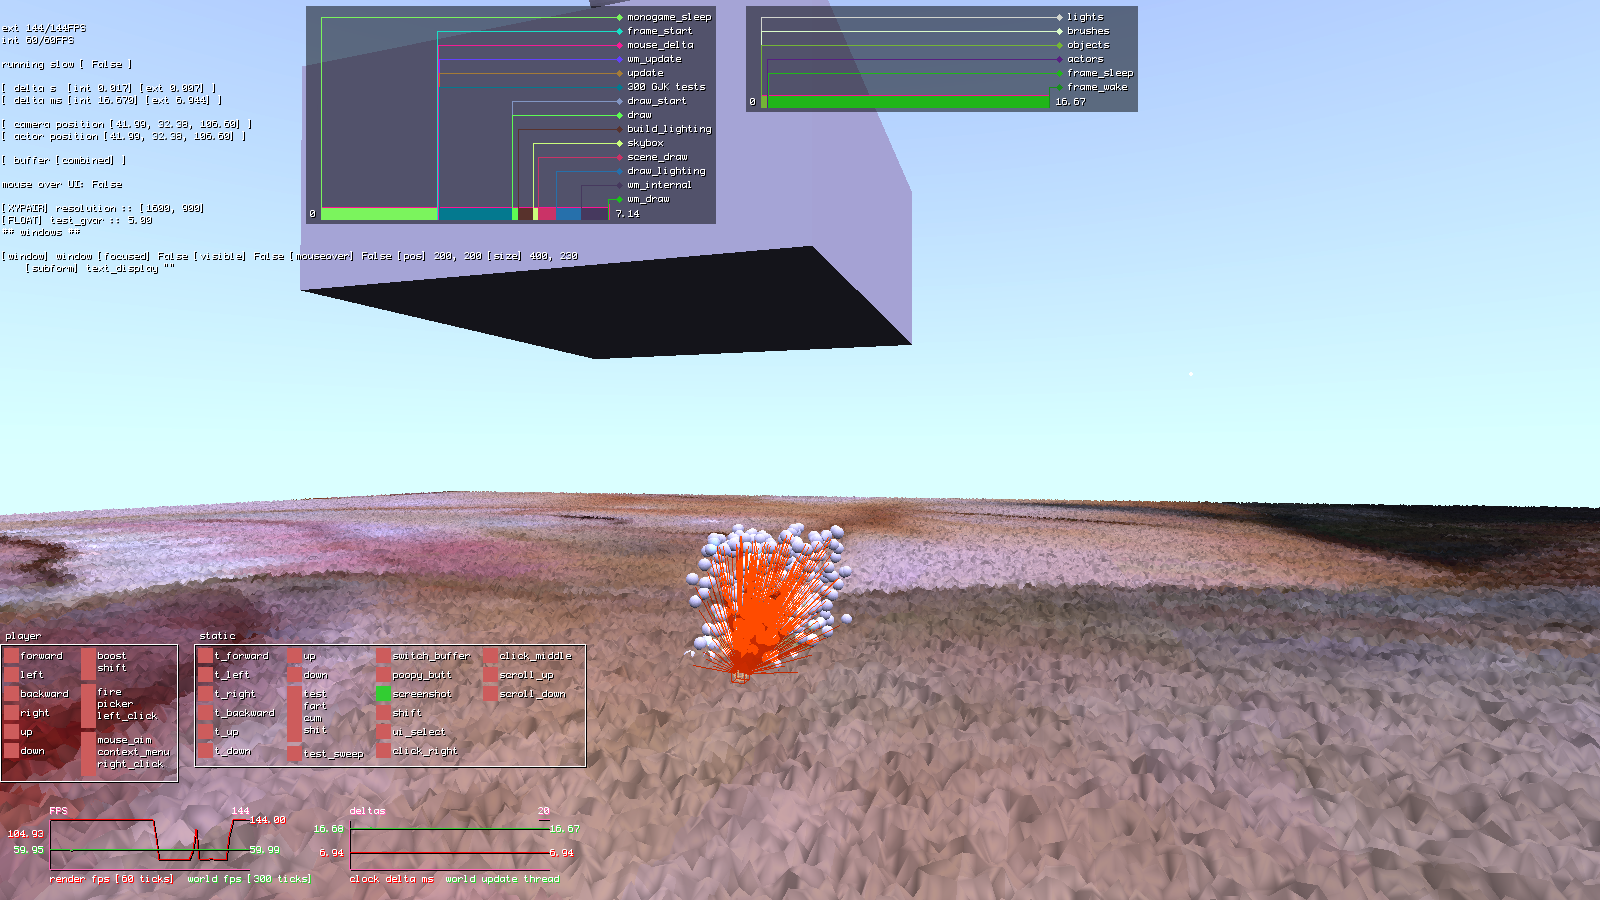 ext 144/144FPS
int 60/60FPS
running slow [ False ]
[ delta s  [int 0.017] [ext 0.007] ]
[ delta ms [int 16.670] [ext 6.944] ]
[ camera position [41.99, 32.38, 106.60] ]
[ actor position [41.99, 32.38, 106.60] ]
[ buffer [combined] ]
mouse over UI: False
[XYPAIR] resolution :: [1600, 900]
[FLOAT] test_gvar :: 5.00
** windows **
[window] window [focused] False [visible] False [mouseover] False [pos] 200, 200 [size] 400, 230
[subform] text_display ""
monogame_sleep
frame_start
mouse_delta
wm_update
update
300 GJK tests
draw_start
draw
build_lighting
skybox
scene_draw
draw_lighting
wm_internal
wm_draw
0
7.14
lights
brushes
objects
actors
frame_sleep
frame_wake
0
16.67
player
forward
left
backward
right
up
down
boost
shift
fire
picker
left_click
mouse_aim
context_menu
right_click
static
t_forward
t_left
t_right
t_backward
t_up
t_down
up
down
test
fart
cum
shit
test_sweep
switch_buffer
poopy_butt
screenshot
shift
ui_select
click_right
click_middle
scroll_up
scroll_down
FPS
144
144.00
104.93
59.95
59.99
render fps [60 ticks]
world fps [300 ticks]
deltas
20
16.68
16.67
6.94
6.94
clock delta ms
world update thread